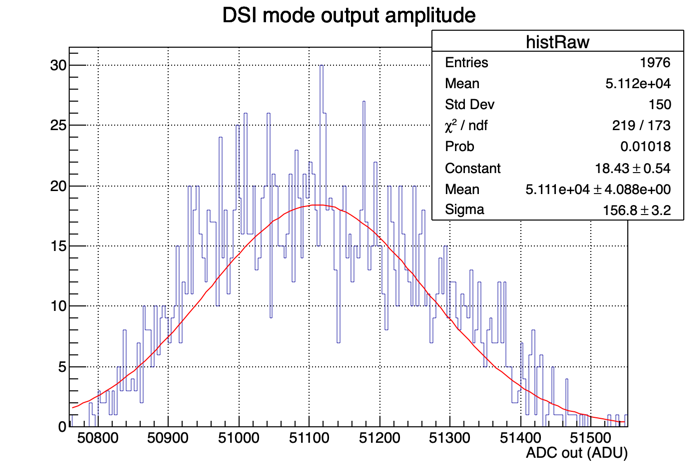 DSI mode output amplitude
histRaw
Entries 1976
Mean 5.112e+04
Std Dev 150
χ² / ndf 219 / 173
Prob 0.01018
Constant 18.43 ± 0.54
Mean 5.111e+04 ± 4.088e+00
Sigma 156.8 ± 3.2
30
25
20
15
10
5
0
50800 50900 51000 51100 51200 51300 51400 51500
ADC out (ADU)